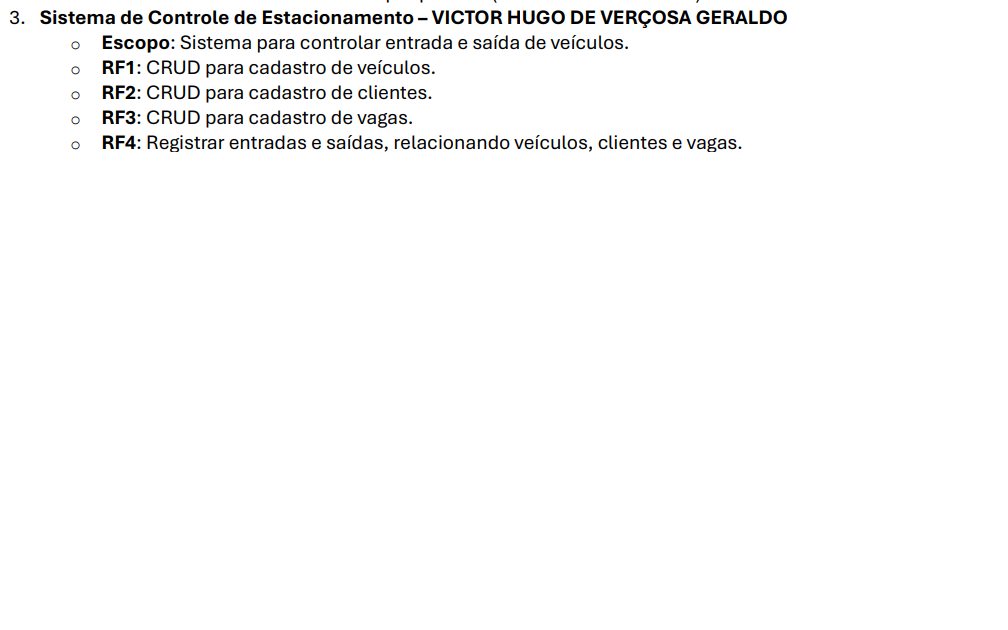 3. Sistema de Controle de Estacionamento – VICTOR HUGO DE VERÇOSA GERALDO
o Escopo: Sistema para controlar entrada e saída de veículos.
o RF1: CRUD para cadastro de veículos.
o RF2: CRUD para cadastro de clientes.
o RF3: CRUD para cadastro de vagas.
o RF4: Registrar entradas e saídas, relacionando veículos, clientes e vagas.